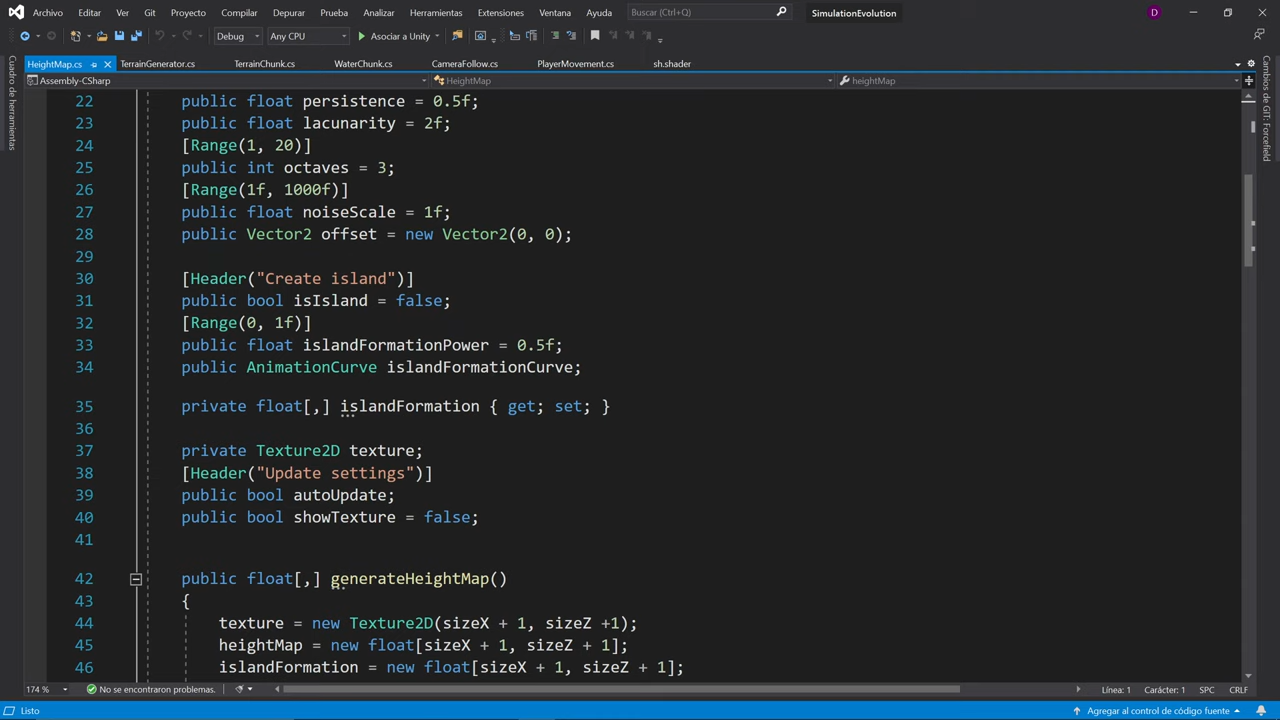 Archivo Editar Ver Git Proyecto Compilar Depurar Prueba Analizar Herramientas Extensiones Ventana Ayuda Buscar (Ctrl+Q) SimulationEvolution D
Debug Any CPU Asociar a Unity
HeightMap.cs TerrainGenerator.cs TerrainChunk.cs WaterChunk.cs CameraFollow.cs PlayerMovement.cs sh.shader
Assembly-CSharp HeightMap heightMap
Cuadro de herramientas
Cambios de GIT: Forcefield
22 public float persistence = 0.5f;
23 public float lacunarity = 2f;
24 [Range(1, 20)]
25 public int octaves = 3;
26 [Range(1f, 1000f)]
27 public float noiseScale = 1f;
28 public Vector2 offset = new Vector2(0, 0);
29
30 [Header("Create island")]
31 public bool isIsland = false;
32 [Range(0, 1f)]
33 public float islandFormationPower = 0.5f;
34 public AnimationCurve islandFormationCurve;
35 private float[,] islandFormation { get; set; }
36
37 private Texture2D texture;
38 [Header("Update settings")]
39 public bool autoUpdate;
40 public bool showTexture = false;
41
42 public float[,] generateHeightMap()
43 {
44 texture = new Texture2D(sizeX + 1, sizeZ +1);
45 heightMap = new float[sizeX + 1, sizeZ + 1];
46 islandFormation = new float[sizeX + 1, sizeZ + 1];
174 % No se encontraron problemas. Línea: 1 Carácter: 1 SPC CRLF
Listo Agregar al control de código fuente